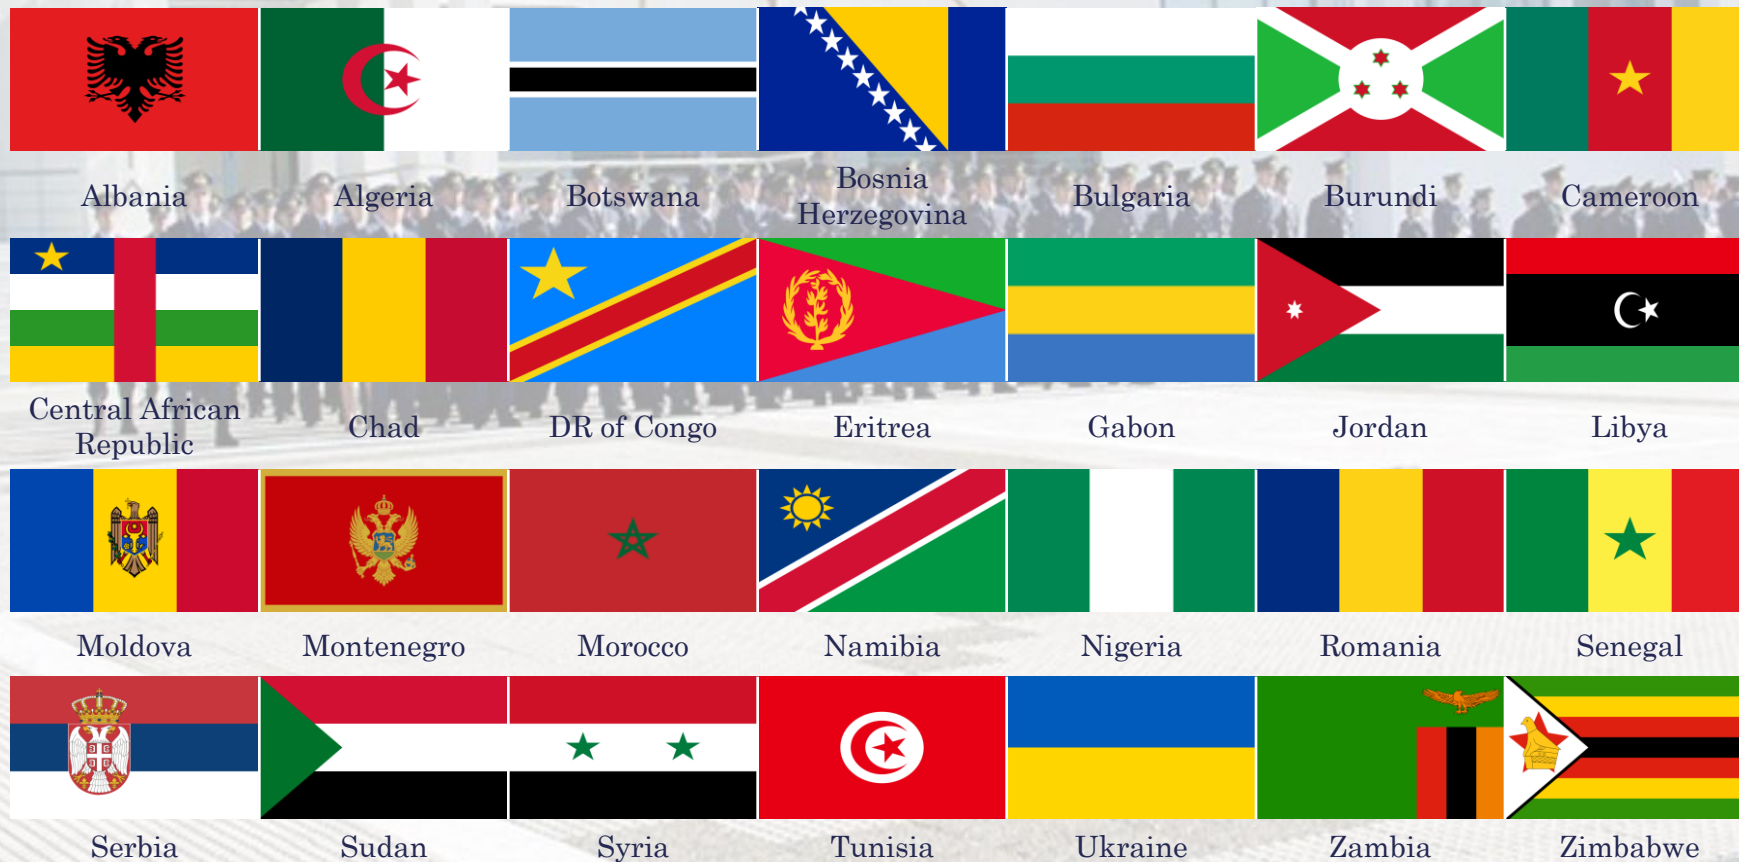 Albania
Algeria
Botswana
Bosnia
Herzegovina
Bulgaria
Burundi
Cameroon
Central African
Republic
Chad
DR of Congo
Eritrea
Gabon
Jordan
Libya
Moldova
Montenegro
Morocco
Namibia
Nigeria
Romania
Senegal
Serbia
Sudan
Syria
Tunisia
Ukraine
Zambia
Zimbabwe